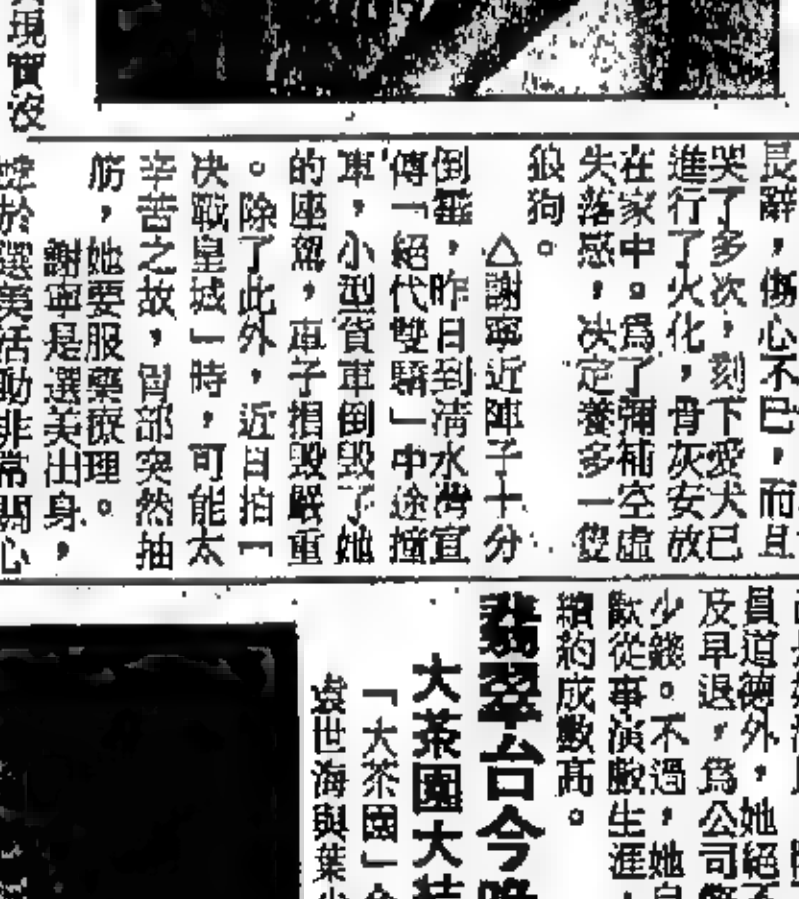 長辭，傷心不已，而且
哭了多次，刻下愛犬已
進行了火化，骨灰安放
在家中。爲了彌補空虛
失落感，决定養多一隻
狼狗。
△謝寧近陣子十分
倒霉，昨日到清水灣宣
傳「絕代雙驕」中途撞
車，小型貨車倒毀了她
的座駕，車子損毀嚴重
。除了此外，近日拍「
决戰皇城」時，可能太
辛苦之故，胃部突然抽
筋，她要服藥療理。
謝寧是選美出身，
於選美活動非常關心
現實沒
員道德外，她絕不
及早退，爲公司
少錢。不過，她自
歡從事演戲生涯，
續約成數高。
翡翠台今晚
大茶園大結
「大茶園」今
袁世海與葉少